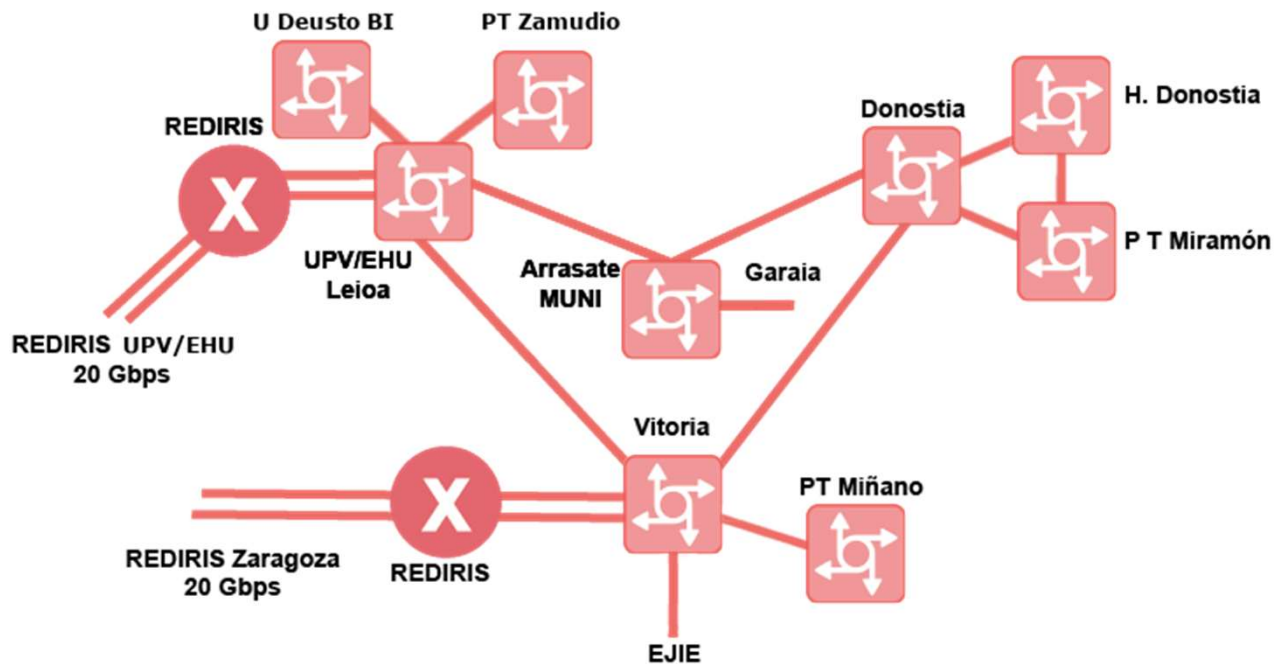 U Deusto BI
PT Zamudio
REDIRIS
Donostia
H. Donostia
P T Miramón
UPV/EHU
Leioa
Arrasate
MUNI
Garaia
REDIRIS UPV/EHU
20 Gbps
X
Vitoria
PT Miñano
X
REDIRIS Zaragoza
20 Gbps
REDIRIS
EJIE